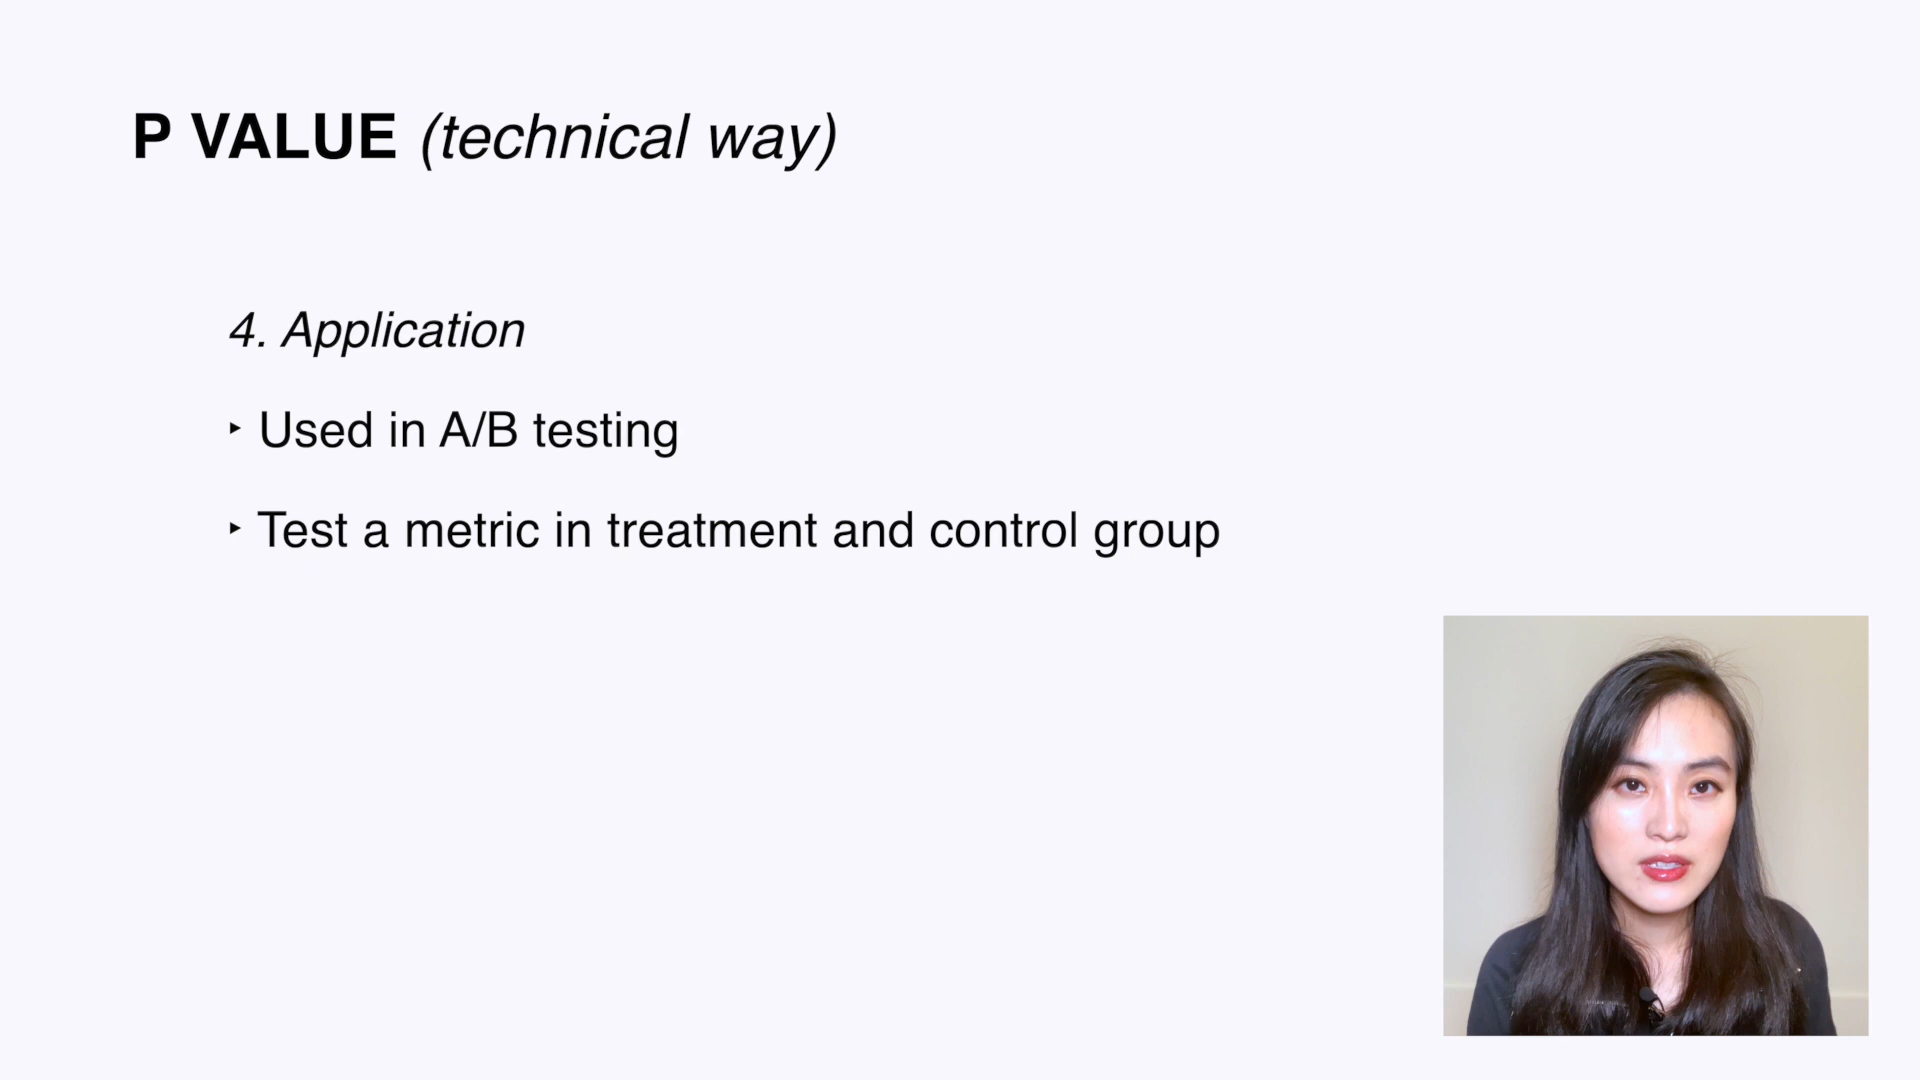 P VALUE (technical way)
4. Application
‣ Used in A/B testing
‣ Test a metric in treatment and control group